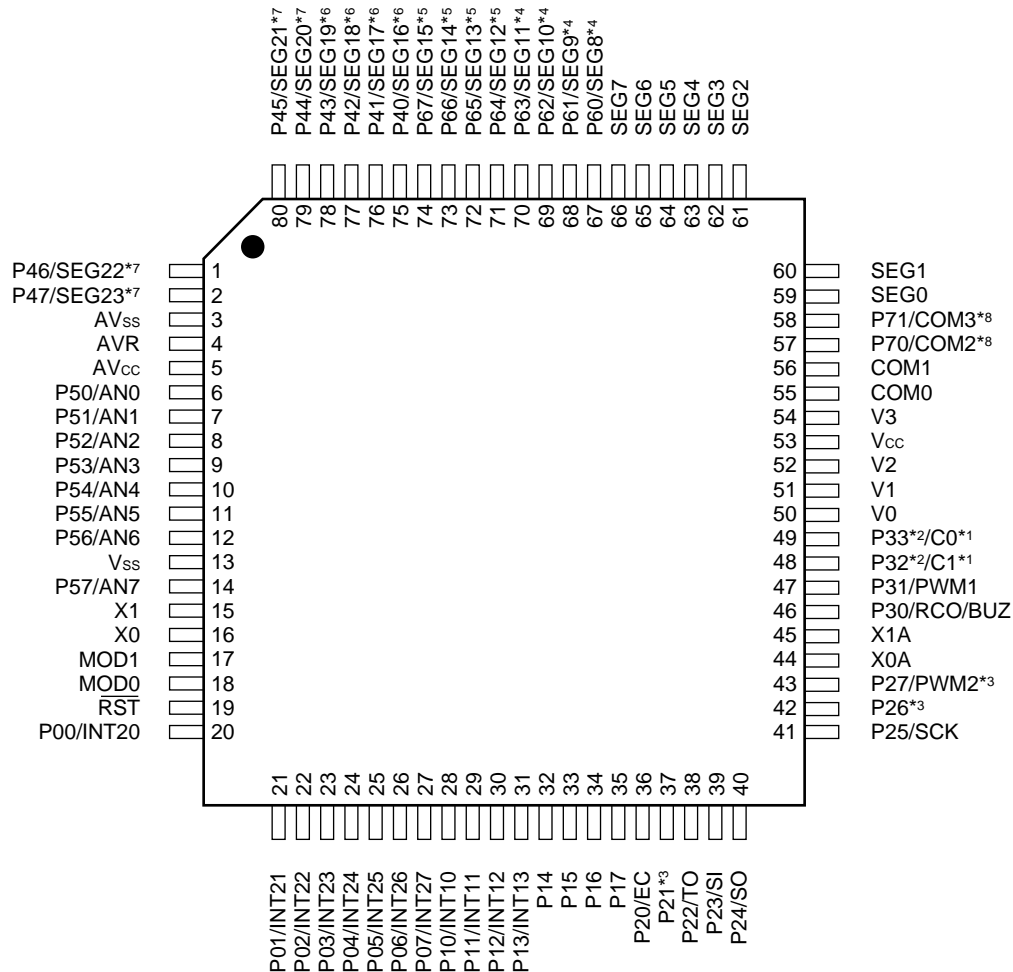 P45/SEG21*7
P44/SEG20*7
P43/SEG19*6
P42/SEG18*6
P41/SEG17*6
P40/SEG16*6
P67/SEG15*5
P66/SEG14*5
P65/SEG13*5
P64/SEG12*5
P63/SEG11*4
P62/SEG10*4
P61/SEG9*4
P60/SEG8*4
SEG7
SEG6
SEG5
SEG4
SEG3
SEG2
80
79
78
77
76
75
74
73
72
71
70
69
68
67
66
65
64
63
62
61
P46/SEG22*7 1
P47/SEG23*7 2
AVss 3
AVR 4
AVcc 5
P50/AN0 6
P51/AN1 7
P52/AN2 8
P53/AN3 9
P54/AN4 10
P55/AN5 11
P56/AN6 12
Vss 13
P57/AN7 14
X1 15
X0 16
MOD1 17
MOD0 18
RST 19
P00/INT20 20
60 SEG1
59 SEG0
58 P71/COM3*8
57 P70/COM2*8
56 COM1
55 COM0
54 V3
53 Vcc
52 V2
51 V1
50 V0
49 P33*2/C0*1
48 P32*2/C1*1
47 P31/PWM1
46 P30/RCO/BUZ
45 X1A
44 X0A
43 P27/PWM2*3
42 P26*3
41 P25/SCK
21
22
23
24
25
26
27
28
29
30
31
32
33
34
35
36
37
38
39
40
P01/INT21
P02/INT22
P03/INT23
P04/INT24
P05/INT25
P06/INT26
P07/INT27
P10/INT10
P11/INT11
P12/INT12
P13/INT13
P14
P15
P16
P17
P20/EC
P21*3
P22/TO
P23/SI
P24/SO